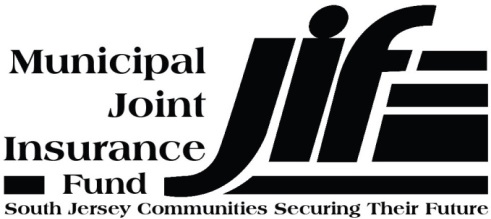 Municipal
Joint
Insurance
Fund
jif
South Jersey Communities Securing Their Future